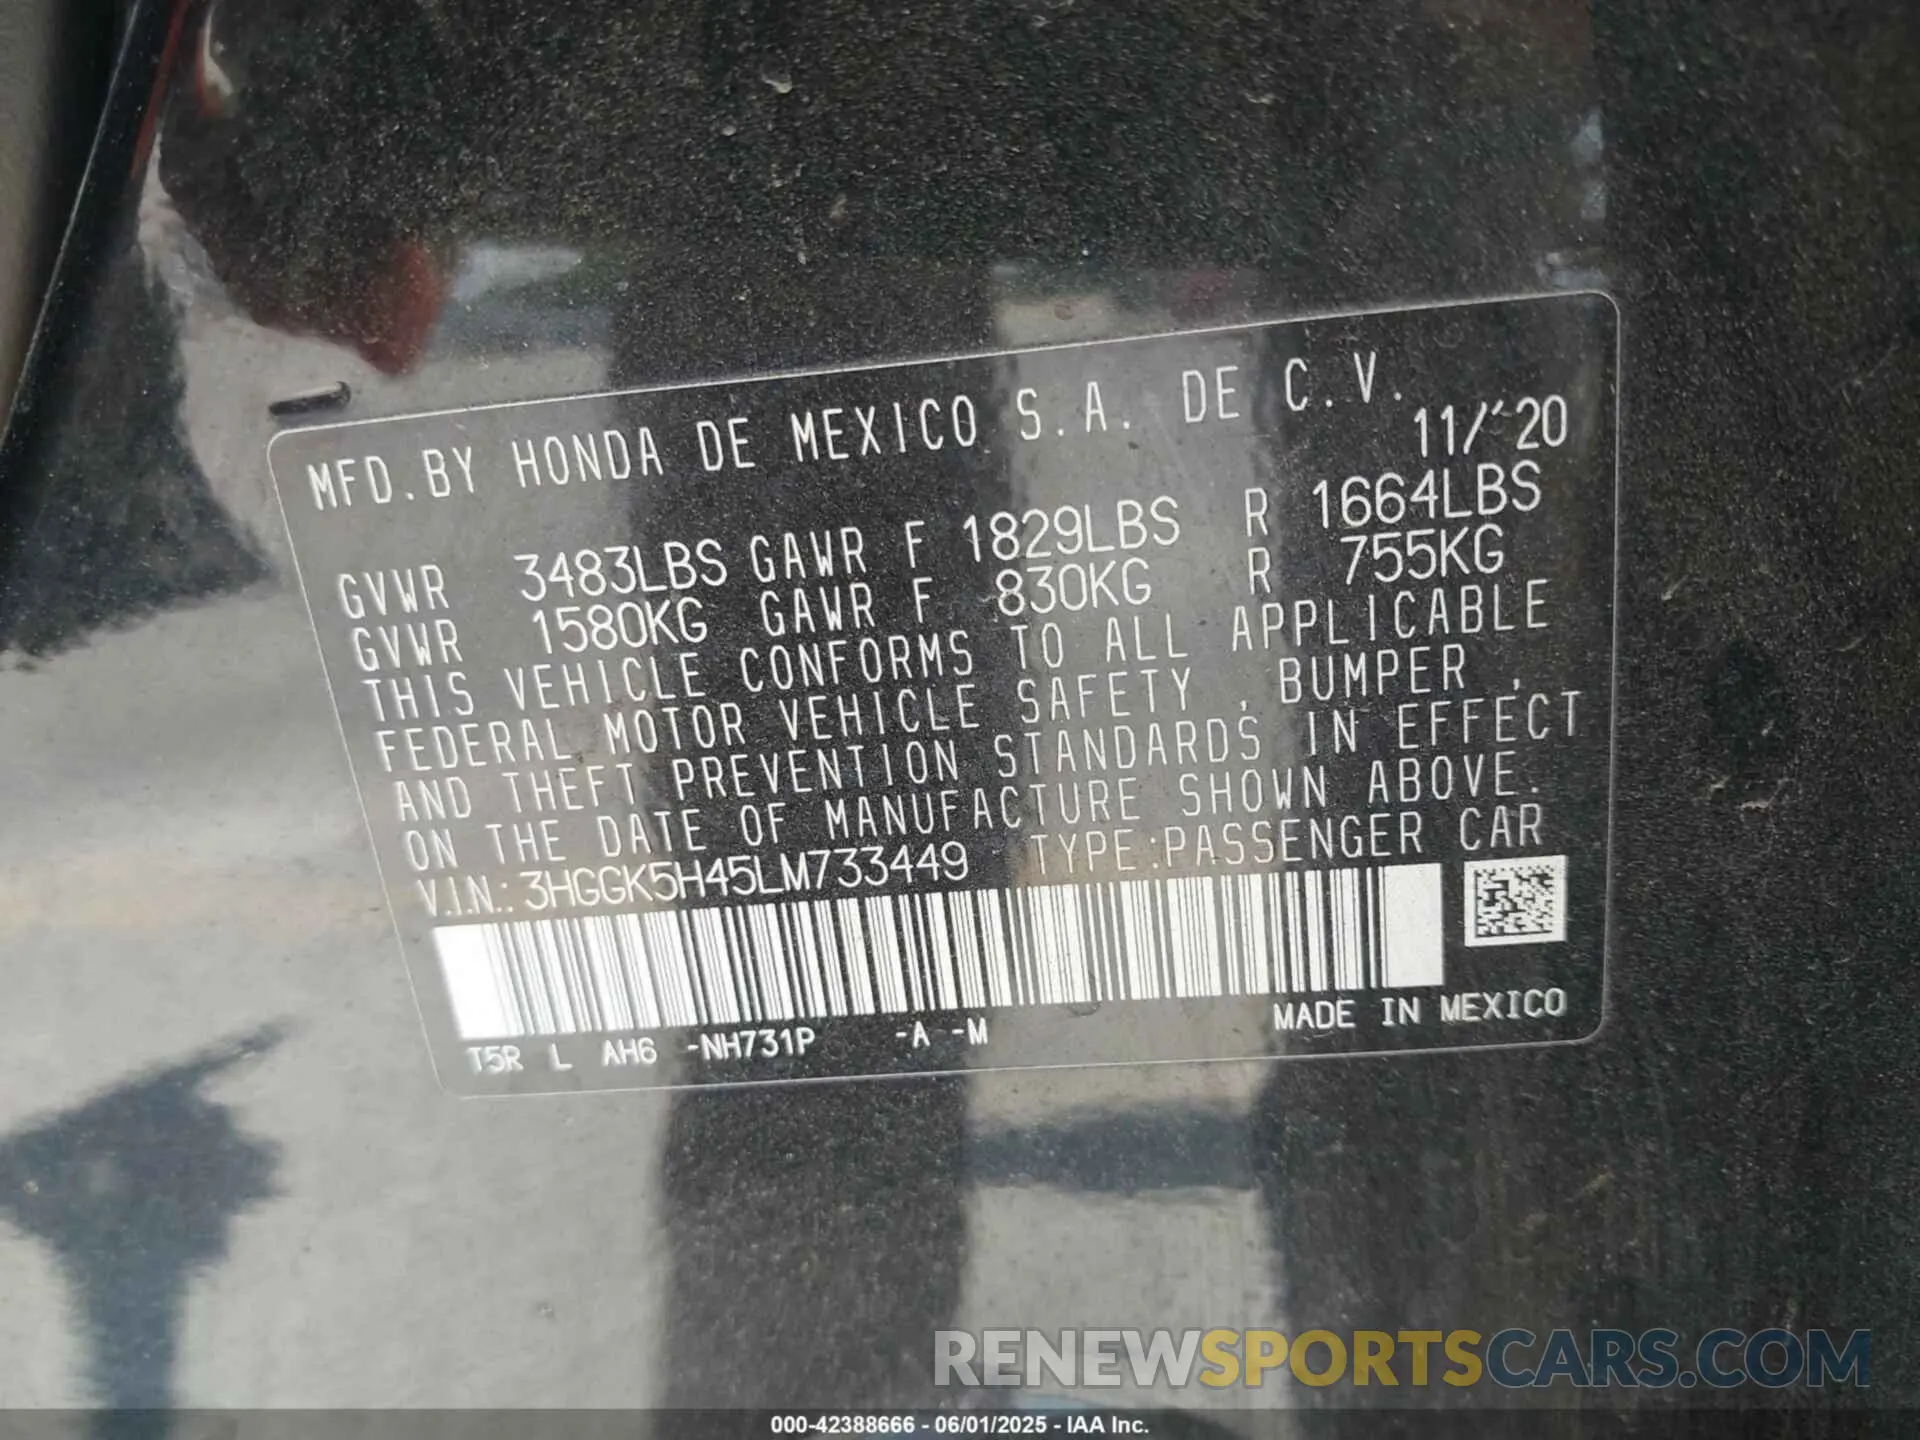 MFD.BY HONDA DE MEXICO S.A. DE C.V.
11/'20
GVWR 3483LBS GAWR F 1829LBS R 1664LBS
GVWR 1580KG GAWR F 830KG R 755KG
THIS VEHICLE CONFORMS TO ALL APPLICABLE
FEDERAL MOTOR VEHICLE SAFETY , BUMPER ,
AND THEFT PREVENTION STANDARDS IN EFFECT
ON THE DATE OF MANUFACTURE SHOWN ABOVE.
V.I.N.: 3HGGK5H45LM733449 TYPE:PASSENGER CAR
T5R L AH6 -NH731P -A -M MADE IN MEXICO
RENEWSPORTSCARS.COM
000-42388666 - 06/01/2025 - IAA Inc.